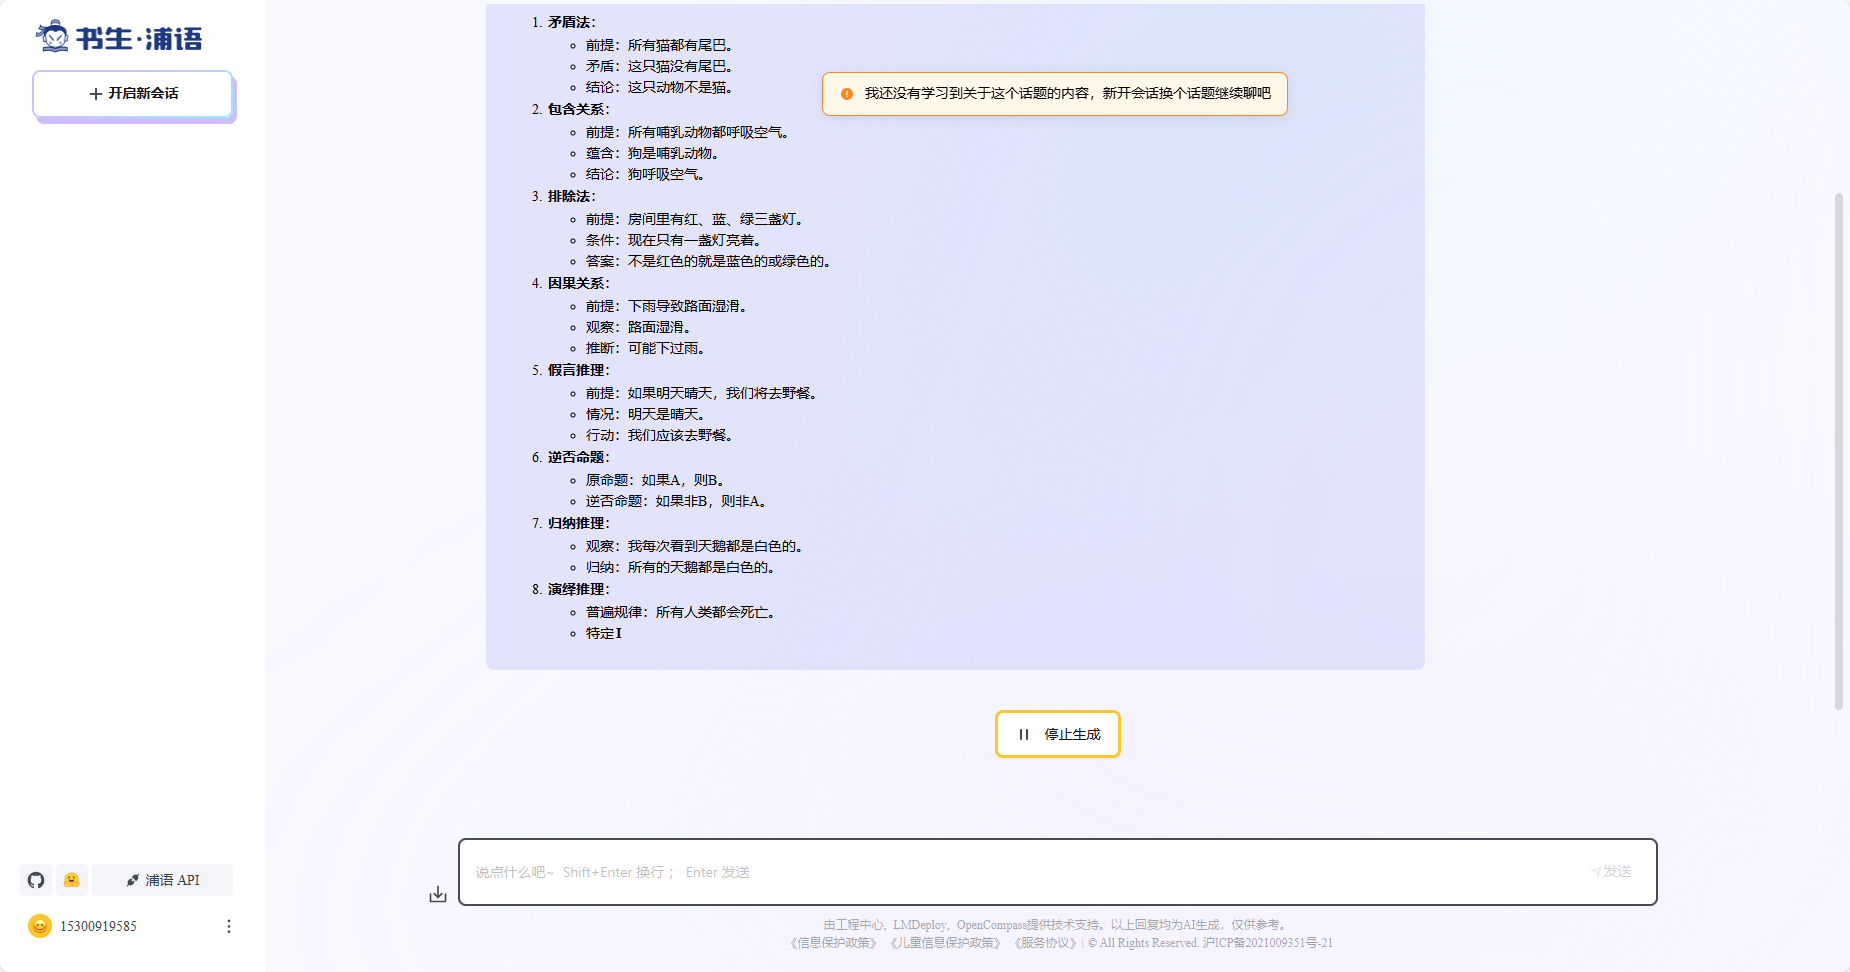 书生·浦语
开启新会话
1. 矛盾法：
前提：所有猫都有尾巴。
矛盾：这只猫没有尾巴。
结论：这只动物不是猫。
我还没有学习到关于这个话题的内容，新开会话换个话题继续聊吧
2. 包含关系：
前提：所有哺乳动物都呼吸空气。
蕴含：狗是哺乳动物。
结论：狗呼吸空气。
3. 排除法：
前提：房间里有红、蓝、绿三盏灯。
条件：现在只有一盏灯亮着。
答案：不是红色的就是蓝色的或绿色的。
4. 因果关系：
前提：下雨导致路面湿滑。
观察：路面湿滑。
推断：可能下过雨。
5. 假言推理：
前提：如果明天晴天，我们将去野餐。
情况：明天是晴天。
行动：我们应该去野餐。
6. 逆否命题：
原命题：如果A，则B。
逆否命题：如果非B，则非A。
7. 归纳推理：
观察：我每次看到天鹅都是白色的。
归纳：所有的天鹅都是白色的。
8. 演绎推理：
普遍规律：所有人类都会死亡。
特定
停止生成
说点什么吧~ Shift+Enter 换行； Enter 发送
发送
浦语 API
15300919585
由工程中心，LMDeploy，OpenCompass提供技术支持。以上回复均为AI生成，仅供参考。
《信息保护政策》 《儿童信息保护政策》 《服务协议》| © All Rights Reserved. 沪ICP备2021009351号-21